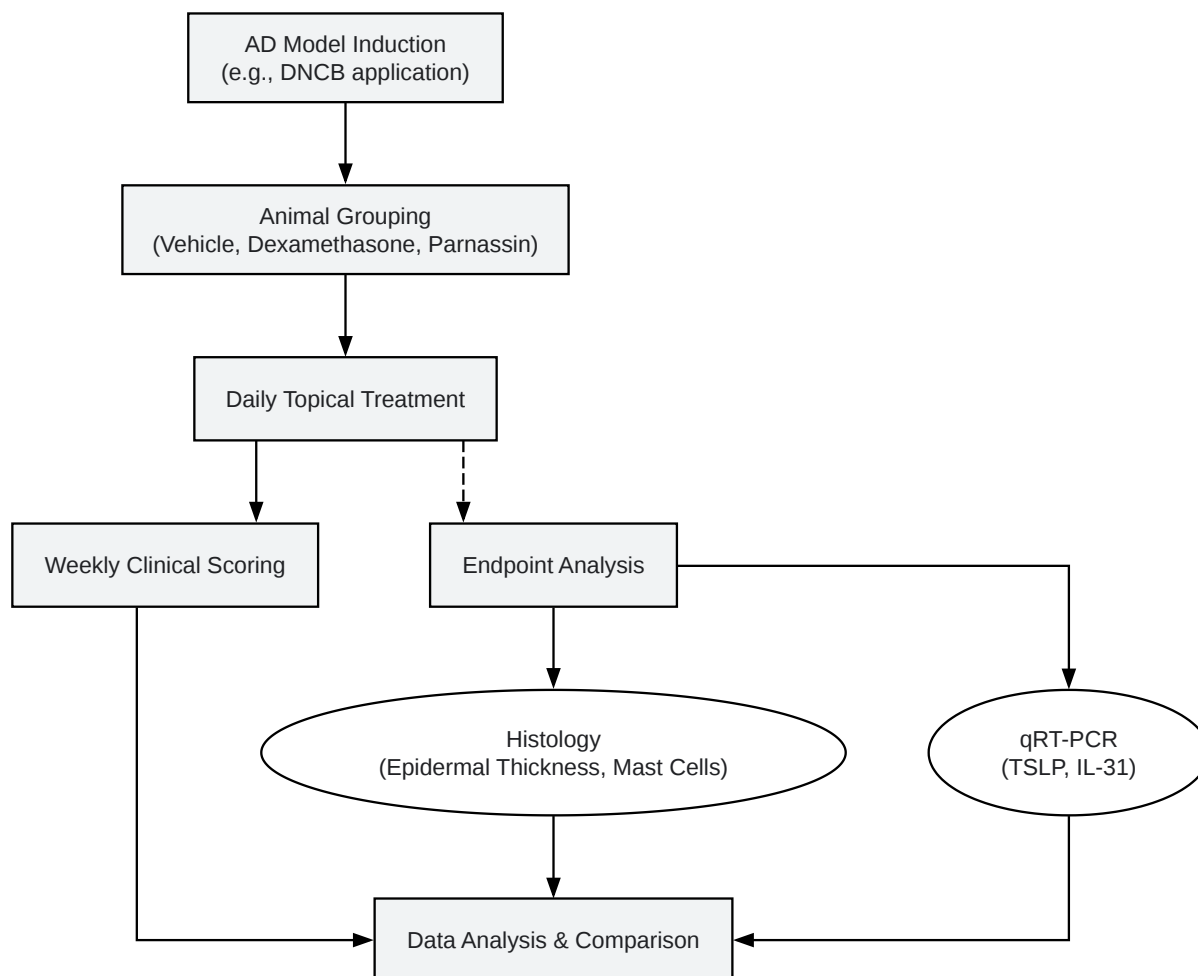 AD Model Induction
(e.g., DNCB application)
Animal Grouping
(Vehicle, Dexamethasone, Parnassin)
Daily Topical Treatment
Weekly Clinical Scoring
Endpoint Analysis
Histology
(Epidermal Thickness, Mast Cells)
qRT-PCR
(TSLP, IL-31)
Data Analysis & Comparison